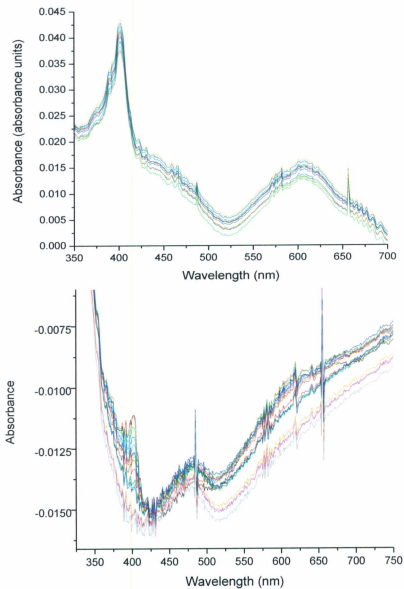 0.045
0.040
0.035
0.030
0.025
0.020
0.015
0.010
0.005
0.000
Absorbance (absorbance units)
350 400 450 500 550 600 650 700
Wavelength (nm)
-0.0075
-0.0100
-0.0125
-0.0150
Absorbance
350 400 450 500 550 600 650 700 750
Wavelength (nm)